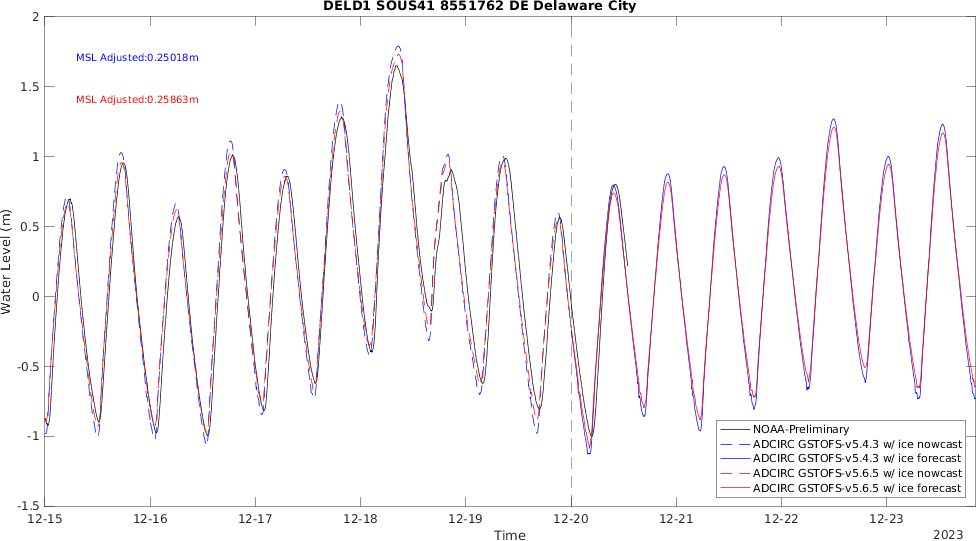 DELD1 SOUS41 8551762 DE Delaware City
2
MSL Adjusted:0.25018m
1.5
MSL Adjusted:0.25863m
1
0.5
Water Level (m)
0
-0.5
-1
-1.5
NOAA-Preliminary
ADCIRC GSTOFS-v5.4.3 w/ ice nowcast
ADCIRC GSTOFS-v5.4.3 w/ ice forecast
ADCIRC GSTOFS-v5.6.5 w/ ice nowcast
ADCIRC GSTOFS-v5.6.5 w/ ice forecast
12-15 12-16 12-17 12-18 12-19 12-20 12-21 12-22 12-23
Time
2023